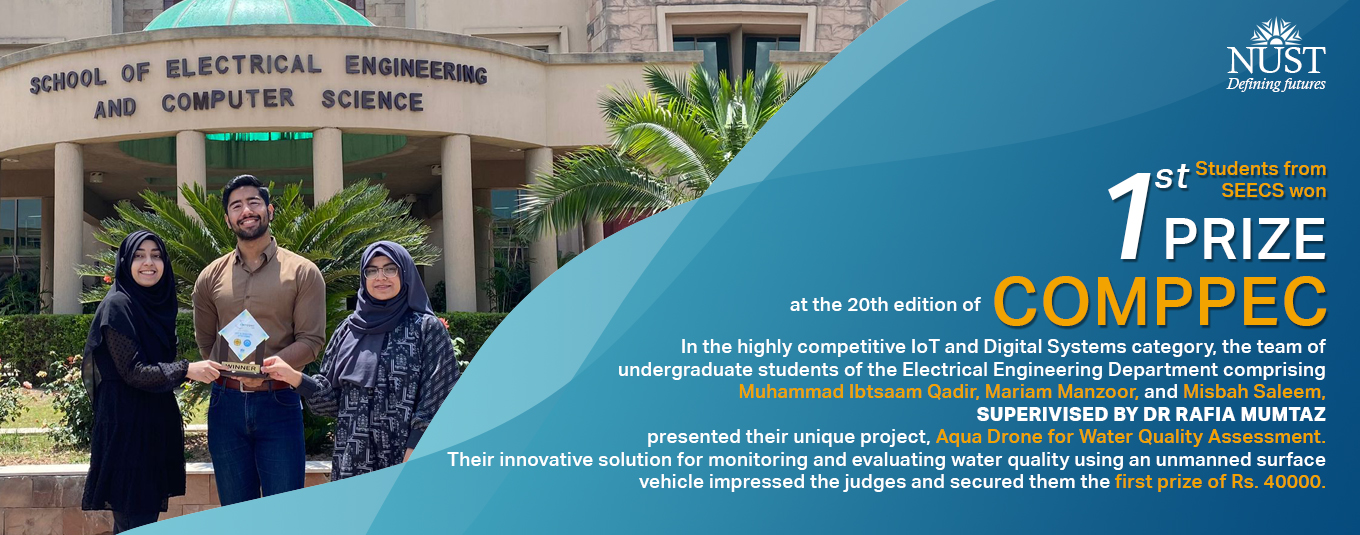 SCHOOL OF ELECTRICAL ENGINEERING
AND COMPUTER SCIENCE
WINNER
NUST
Defining futures
Students from
SEECS won
1st PRIZE
at the 20th edition of COMPPEC
In the highly competitive IoT and Digital Systems category, the team of
undergraduate students of the Electrical Engineering Department comprising
Muhammad Ibtsaam Qadir, Mariam Manzoor, and Misbah Saleem,
SUPERIVISED BY DR RAFIA MUMTAZ
presented their unique project, Aqua Drone for Water Quality Assessment.
Their innovative solution for monitoring and evaluating water quality using an unmanned surface
vehicle impressed the judges and secured them the first prize of Rs. 40000.